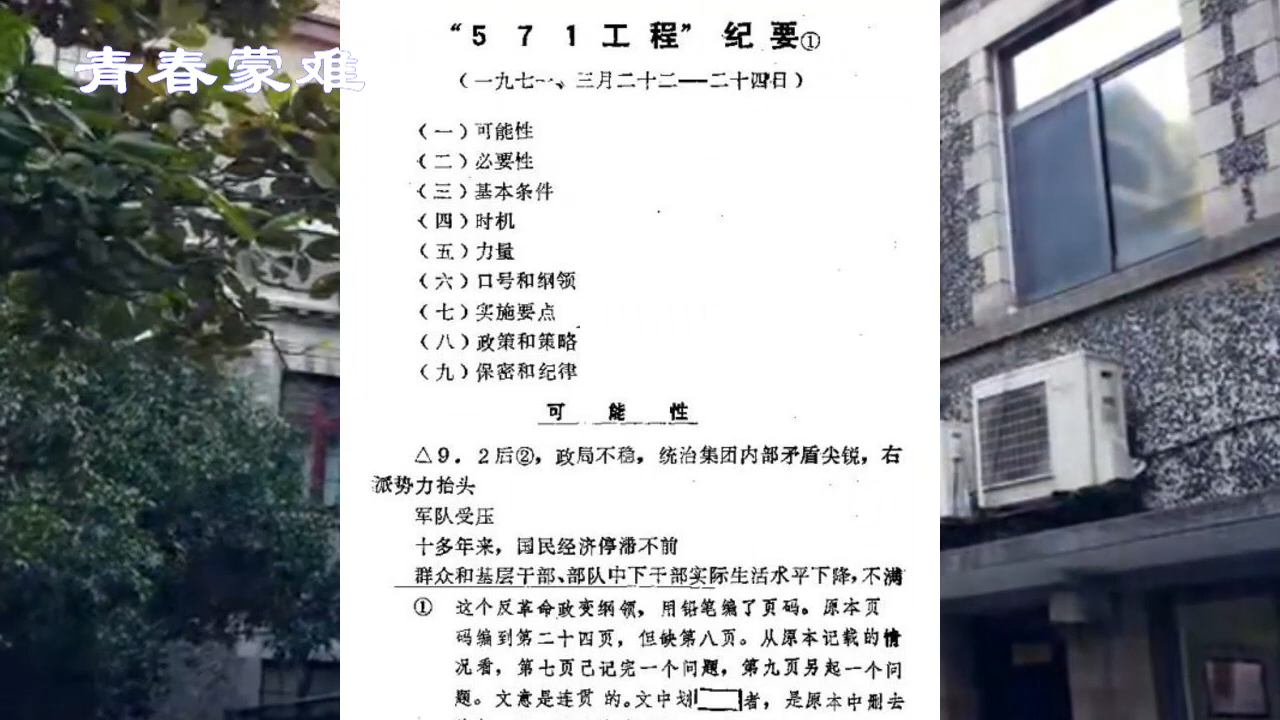 青春蒙难
“５７１工程”纪要①
（一九七一、三月二十二——二十四日）
（一）可能性
（二）必要性
（三）基本条件
（四）时机
（五）力量
（六）口号和纲领
（七）实施要点
（八）政策和策略
（九）保密和纪律
可能性
△９．２后②，政局不稳，统治集团内部矛盾尖锐，右
派势力抬头
军队受压
十多年来，国民经济停滞不前
群众和基层干部、部队中下干部实际生活水平下降，不满
① 这个反革命政变纲领，用铅笔编了页码。原本页
码编到第二十四页，但缺第八页。从原本记载的情
况看，第七页已记完一个问题，第九页另起一个问
题。文意是连贯的。文中划□者，是原本中删去